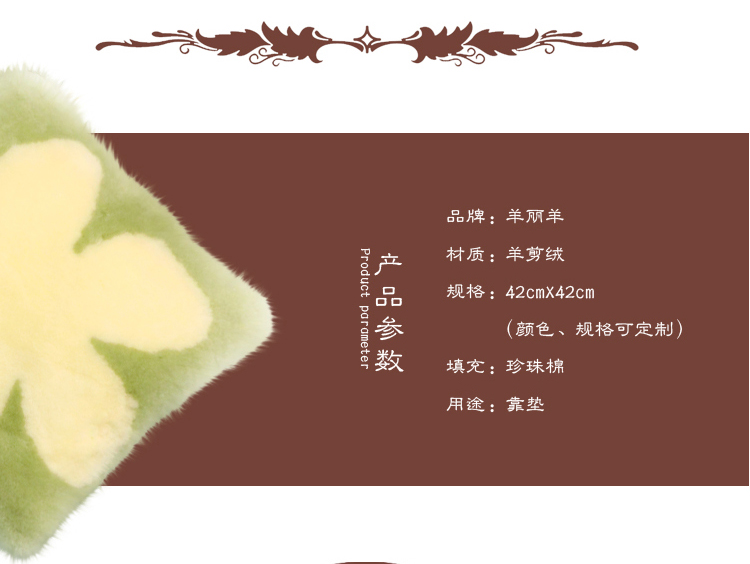 产品参数
Product parameter
品牌：羊丽羊
材质：羊剪绒
规格：42cmX42cm
（颜色、规格可定制）
填充：珍珠棉
用途：靠垫